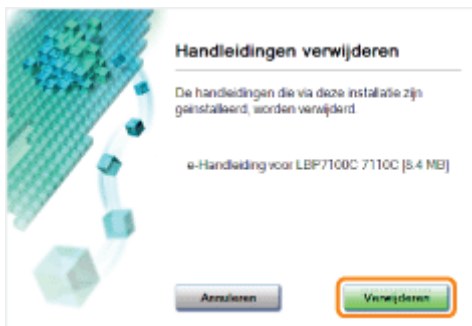 Handleidingen verwijderen
De handleidingen die via deze installatie zijn
geïnstalleerd, worden verwijderd.
e-Handleiding voor LBP7100C 7110C [8.4 MB]
Annuleren
Verwijderen